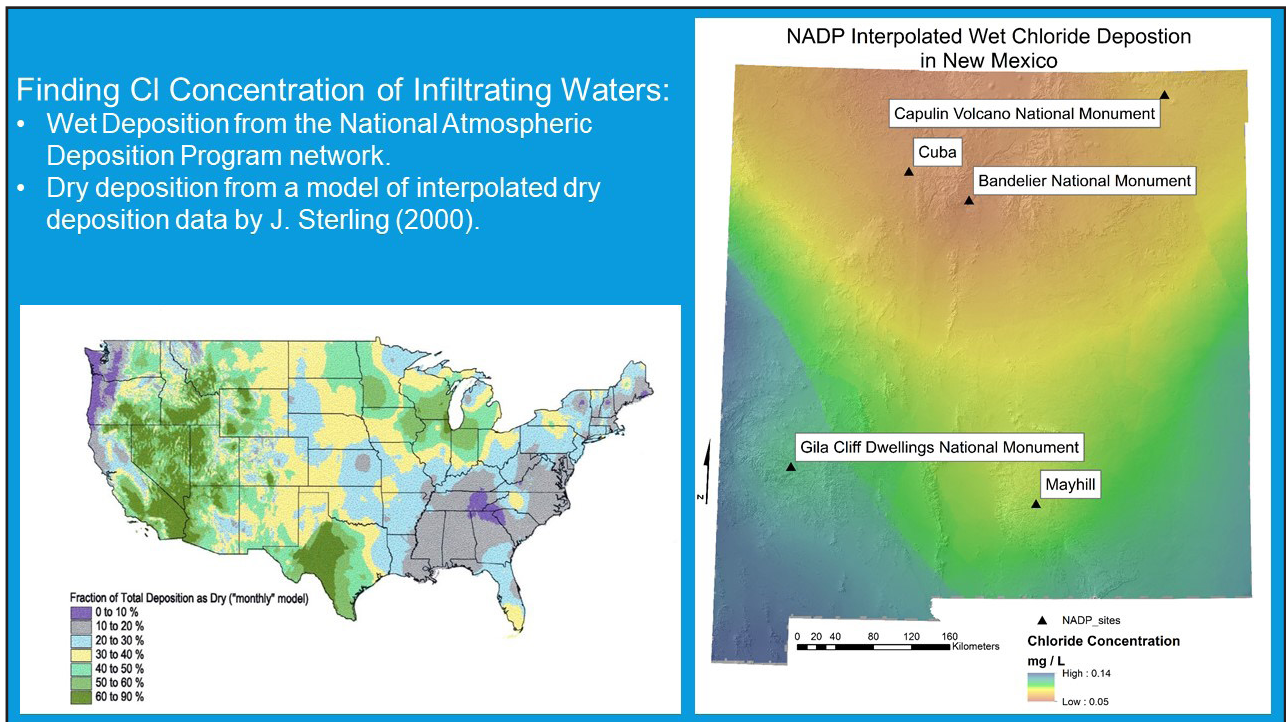 Finding Cl Concentration of Infiltrating Waters:
• Wet Deposition from the National Atmospheric
Deposition Program network.
• Dry deposition from a model of interpolated dry
deposition data by J. Sterling (2000).
Fraction of Total Deposition as Dry ("monthly" model)
0 to 10 %
10 to 20 %
20 to 30 %
30 to 40 %
40 to 50 %
50 to 60 %
60 to 90 %
NADP Interpolated Wet Chloride Depostion
in New Mexico
Capulin Volcano National Monument
Cuba
Bandelier National Monument
Gila Cliff Dwellings National Monument
Mayhill
N
NADP_sites
0 20 40 80 120 160
Kilometers
Chloride Concentration
mg / L
High : 0.14
Low : 0.05